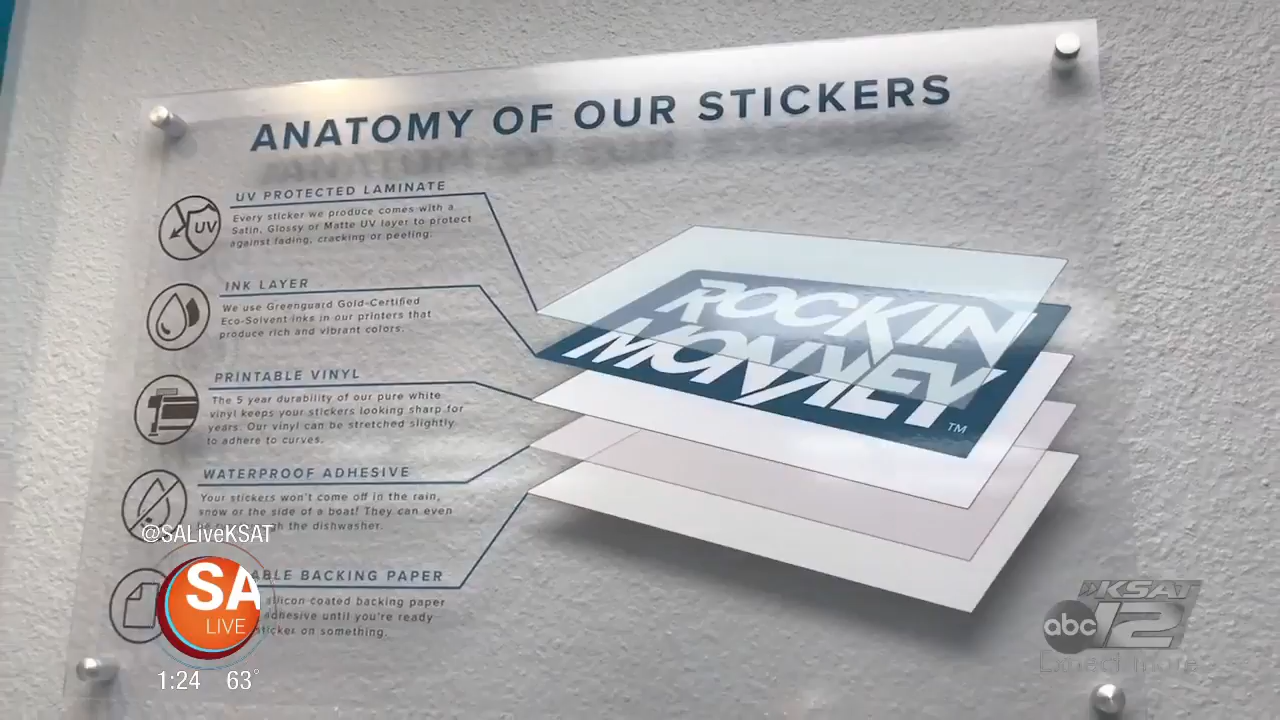 ANATOMY OF OUR STICKERS
UV PROTECTED LAMINATE
UV
Every sticker we produce comes with a
Satin, Glossy or Matte UV layer to protect
against fading, cracking or peeling.
INK LAYER
We use Greenguard Gold-Certified
Eco-Solvent inks in our printers that
produce rich and vibrant colors.
PRINTABLE VINYL
The 5 year durability of our pure white
vinyl keeps your stickers looking sharp for
years. Our vinyl can be stretched slightly
to adhere to curves.
WATERPROOF ADHESIVE
Your stickers won't come off in the rain,
snow or the side of a boat! They can even
the dishwasher.
BACKING PAPER
silicon coated backing paper
adhesive until you're ready
sticker on something.
ROCKIN
MONKEY
TM
@SALiveKSAT
SA
LIVE
1:24 63°
KSAT
abc 12
Expect more